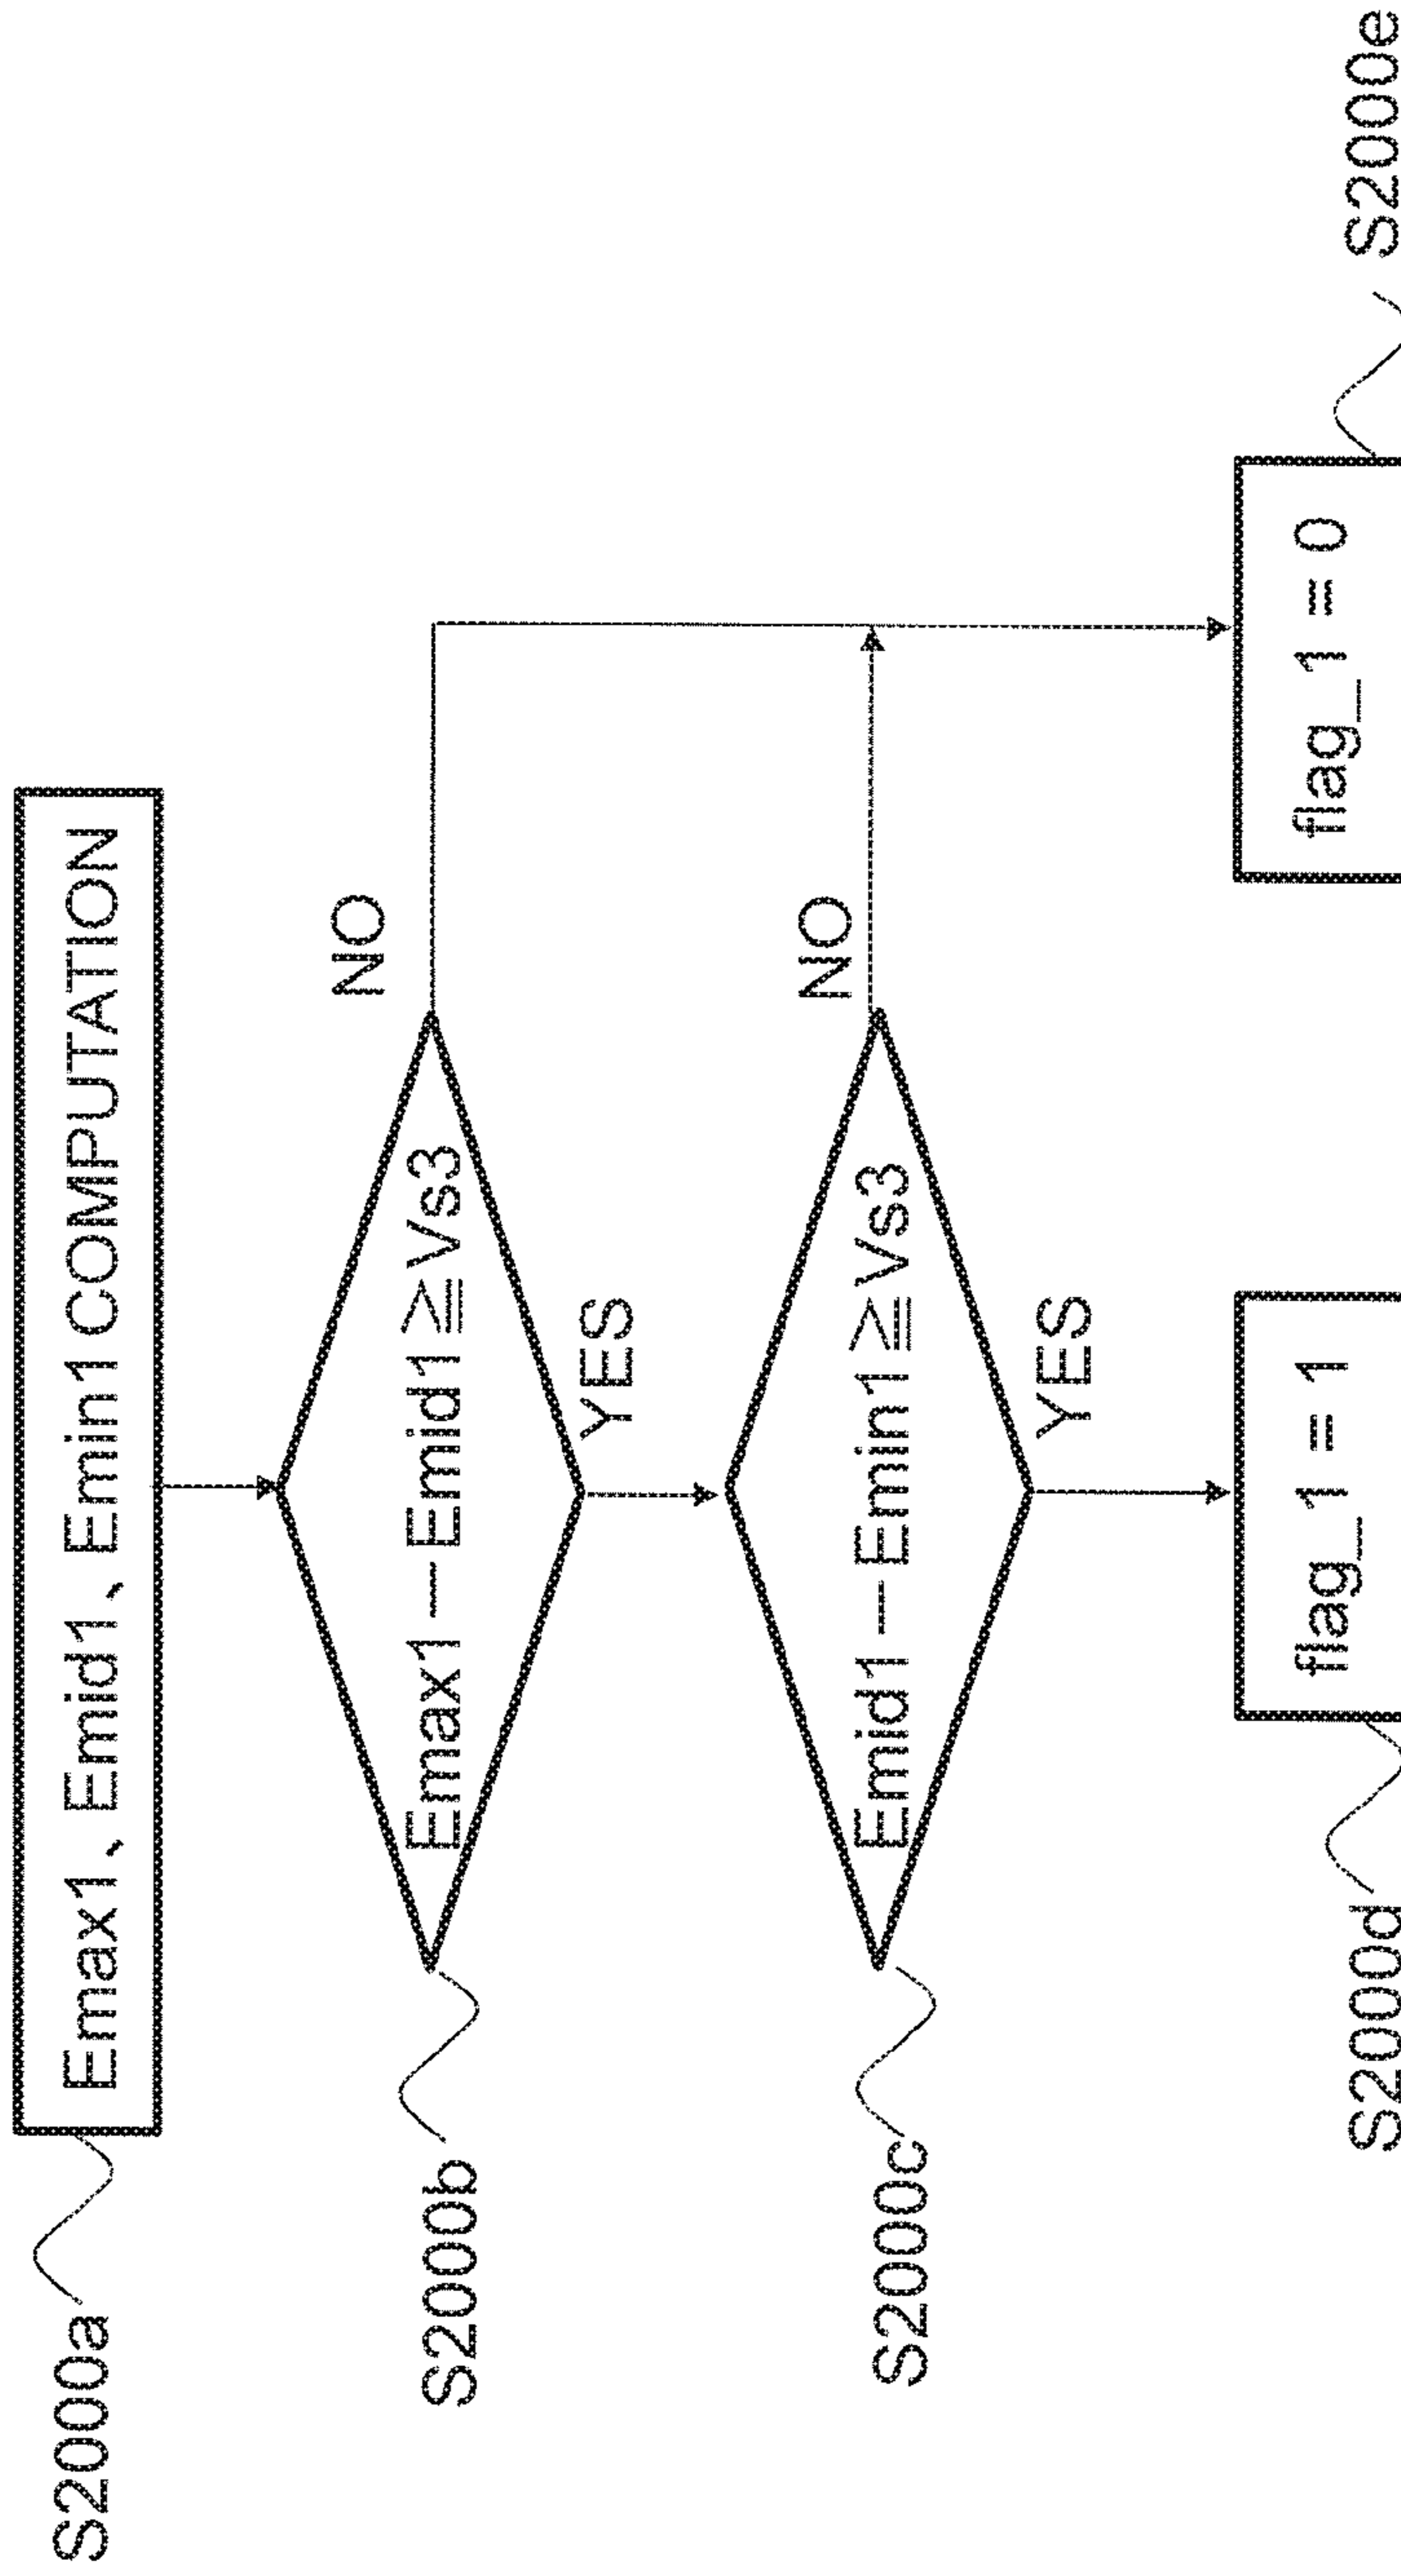 S2000a
Emax1、Emid1、Emin1 COMPUTATION
S2000b
Emax1－Emid1≧Vs3
NO
YES
S2000c
Emid1－Emin1≧Vs3
NO
YES
S2000d
flag_1 = 1
flag_1 = 0
S2000e